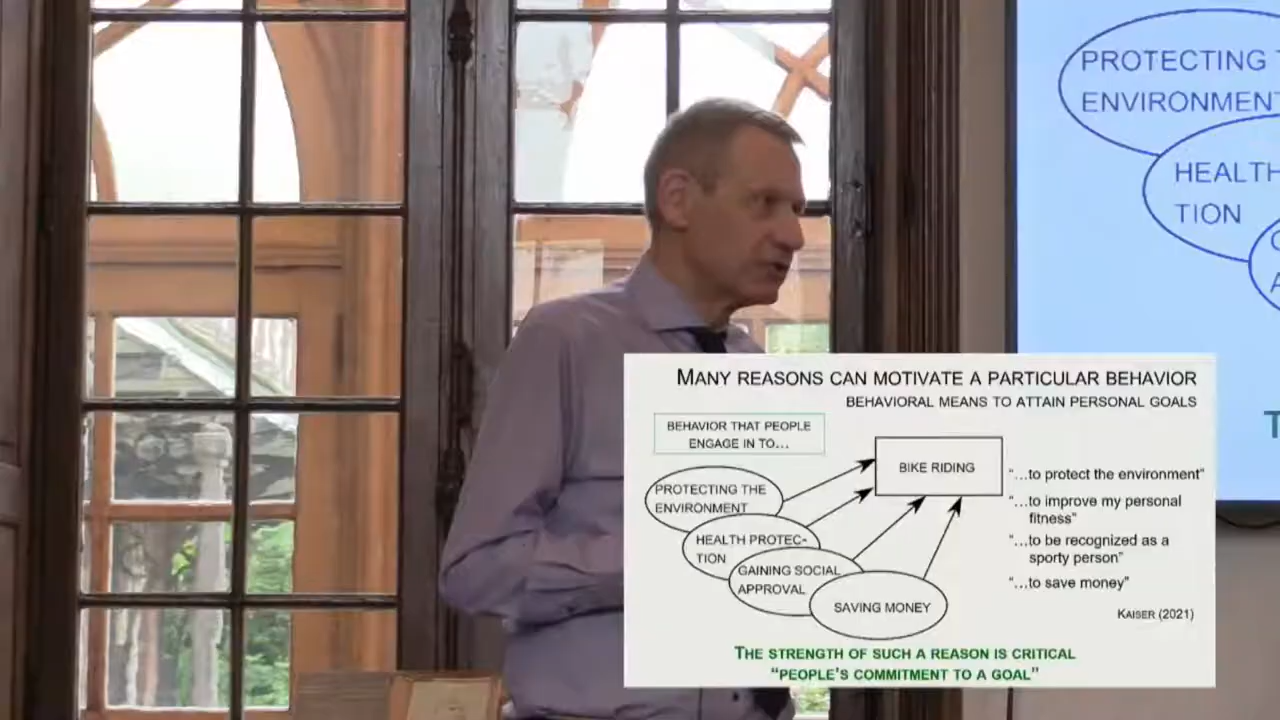 PROTECTING
ENVIRONMENT
HEALTH
TION
MANY REASONS CAN MOTIVATE A PARTICULAR BEHAVIOR
BEHAVIORAL MEANS TO ATTAIN PERSONAL GOALS
BEHAVIOR THAT PEOPLE
ENGAGE IN TO…
BIKE RIDING
PROTECTING THE
ENVIRONMENT
HEALTH PROTEC-
TION
GAINING SOCIAL
APPROVAL
SAVING MONEY
“…to protect the environment”
“…to improve my personal
fitness”
“…to be recognized as a
sporty person”
“…to save money”
KAISER (2021)
THE STRENGTH OF SUCH A REASON IS CRITICAL
“PEOPLE’S COMMITMENT TO A GOAL”